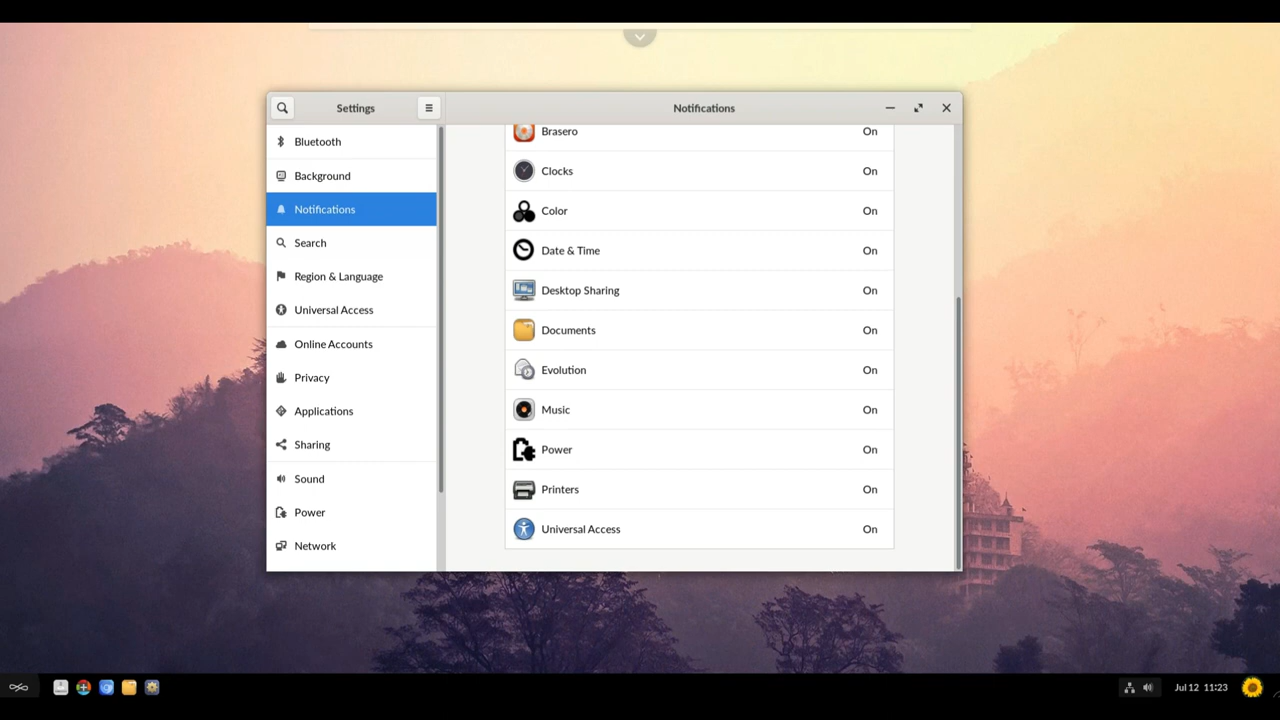 Settings
Notifications
Bluetooth
Background
Notifications
Search
Region & Language
Universal Access
Online Accounts
Privacy
Applications
Sharing
Sound
Power
Network
Brasero On
Clocks On
Color On
Date & Time On
Desktop Sharing On
Documents On
Evolution On
Music On
Power On
Printers On
Universal Access On
Jul 12 11:23